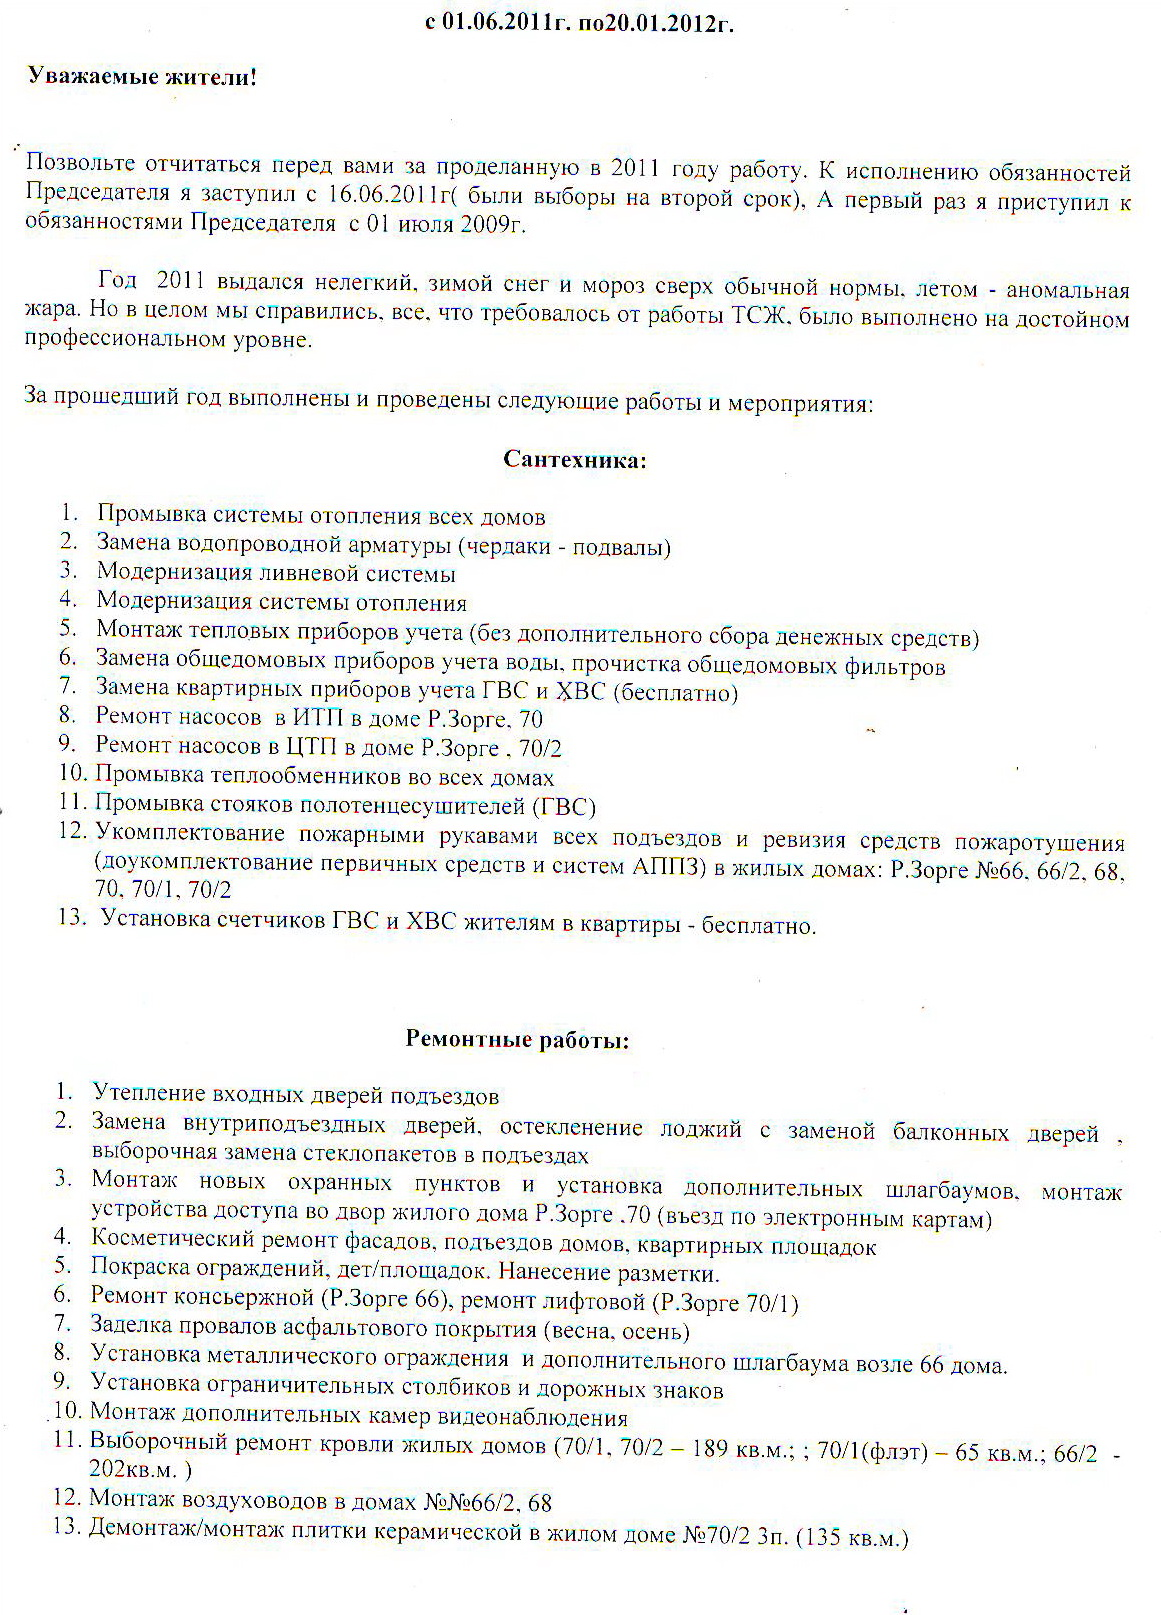 с 01.06.2011г. по20.01.2012г.
Уважаемые жители!
Позвольте отчитаться перед вами за проделанную в 2011 году работу. К исполнению обязанностей
Председателя я заступил с 16.06.2011г( были выборы на второй срок), А первый раз я приступил к
обязанностями Председателя с 01 июля 2009г.
Год 2011 выдался нелегкий, зимой снег и мороз сверх обычной нормы, летом - аномальная
жара. Но в целом мы справились, все, что требовалось от работы ТСЖ, было выполнено на достойном
профессиональном уровне.
За прошедший год выполнены и проведены следующие работы и мероприятия:
Сантехника:
1. Промывка системы отопления всех домов
2. Замена водопроводной арматуры (чердаки - подвалы)
3. Модернизация ливневой системы
4. Модернизация системы отопления
5. Монтаж тепловых приборов учета (без дополнительного сбора денежных средств)
6. Замена общедомовых приборов учета воды, прочистка общедомовых фильтров
7. Замена квартирных приборов учета ГВС и ХВС (бесплатно)
8. Ремонт насосов в ИТП в доме Р.Зорге, 70
9. Ремонт насосов в ЦТП в доме Р.Зорге , 70/2
10. Промывка теплообменников во всех домах
11. Промывка стояков полотенцесушителей (ГВС)
12. Укомплектование пожарными рукавами всех подъездов и ревизия средств пожаротушения
(доукомплектование первичных средств и систем АППЗ) в жилых домах: Р.Зорге №66, 66/2, 68,
70, 70/1, 70/2
13. Установка счетчиков ГВС и ХВС жителям в квартиры - бесплатно.
Ремонтные работы:
1. Утепление входных дверей подъездов
2. Замена внутриподъездных дверей, остекленение лоджий с заменой балконных дверей ,
выборочная замена стеклопакетов в подъездах
3. Монтаж новых охранных пунктов и установка дополнительных шлагбаумов, монтаж
устройства доступа во двор жилого дома Р.Зорге ,70 (въезд по электронным картам)
4. Косметический ремонт фасадов, подъездов домов, квартирных площадок
5. Покраска ограждений, дет/площадок. Нанесение разметки.
6. Ремонт консьержной (Р.Зорге 66), ремонт лифтовой (Р.Зорге 70/1)
7. Заделка провалов асфальтового покрытия (весна, осень)
8. Установка металлического ограждения и дополнительного шлагбаума возле 66 дома.
9. Установка ограничительных столбиков и дорожных знаков
10. Монтаж дополнительных камер видеонаблюдения
11. Выборочный ремонт кровли жилых домов (70/1, 70/2 – 189 кв.м.; ; 70/1(флэт) – 65 кв.м.; 66/2 -
202кв.м. )
12. Монтаж воздуховодов в домах №№66/2, 68
13. Демонтаж/монтаж плитки керамической в жилом доме №70/2 3п. (135 кв.м.)